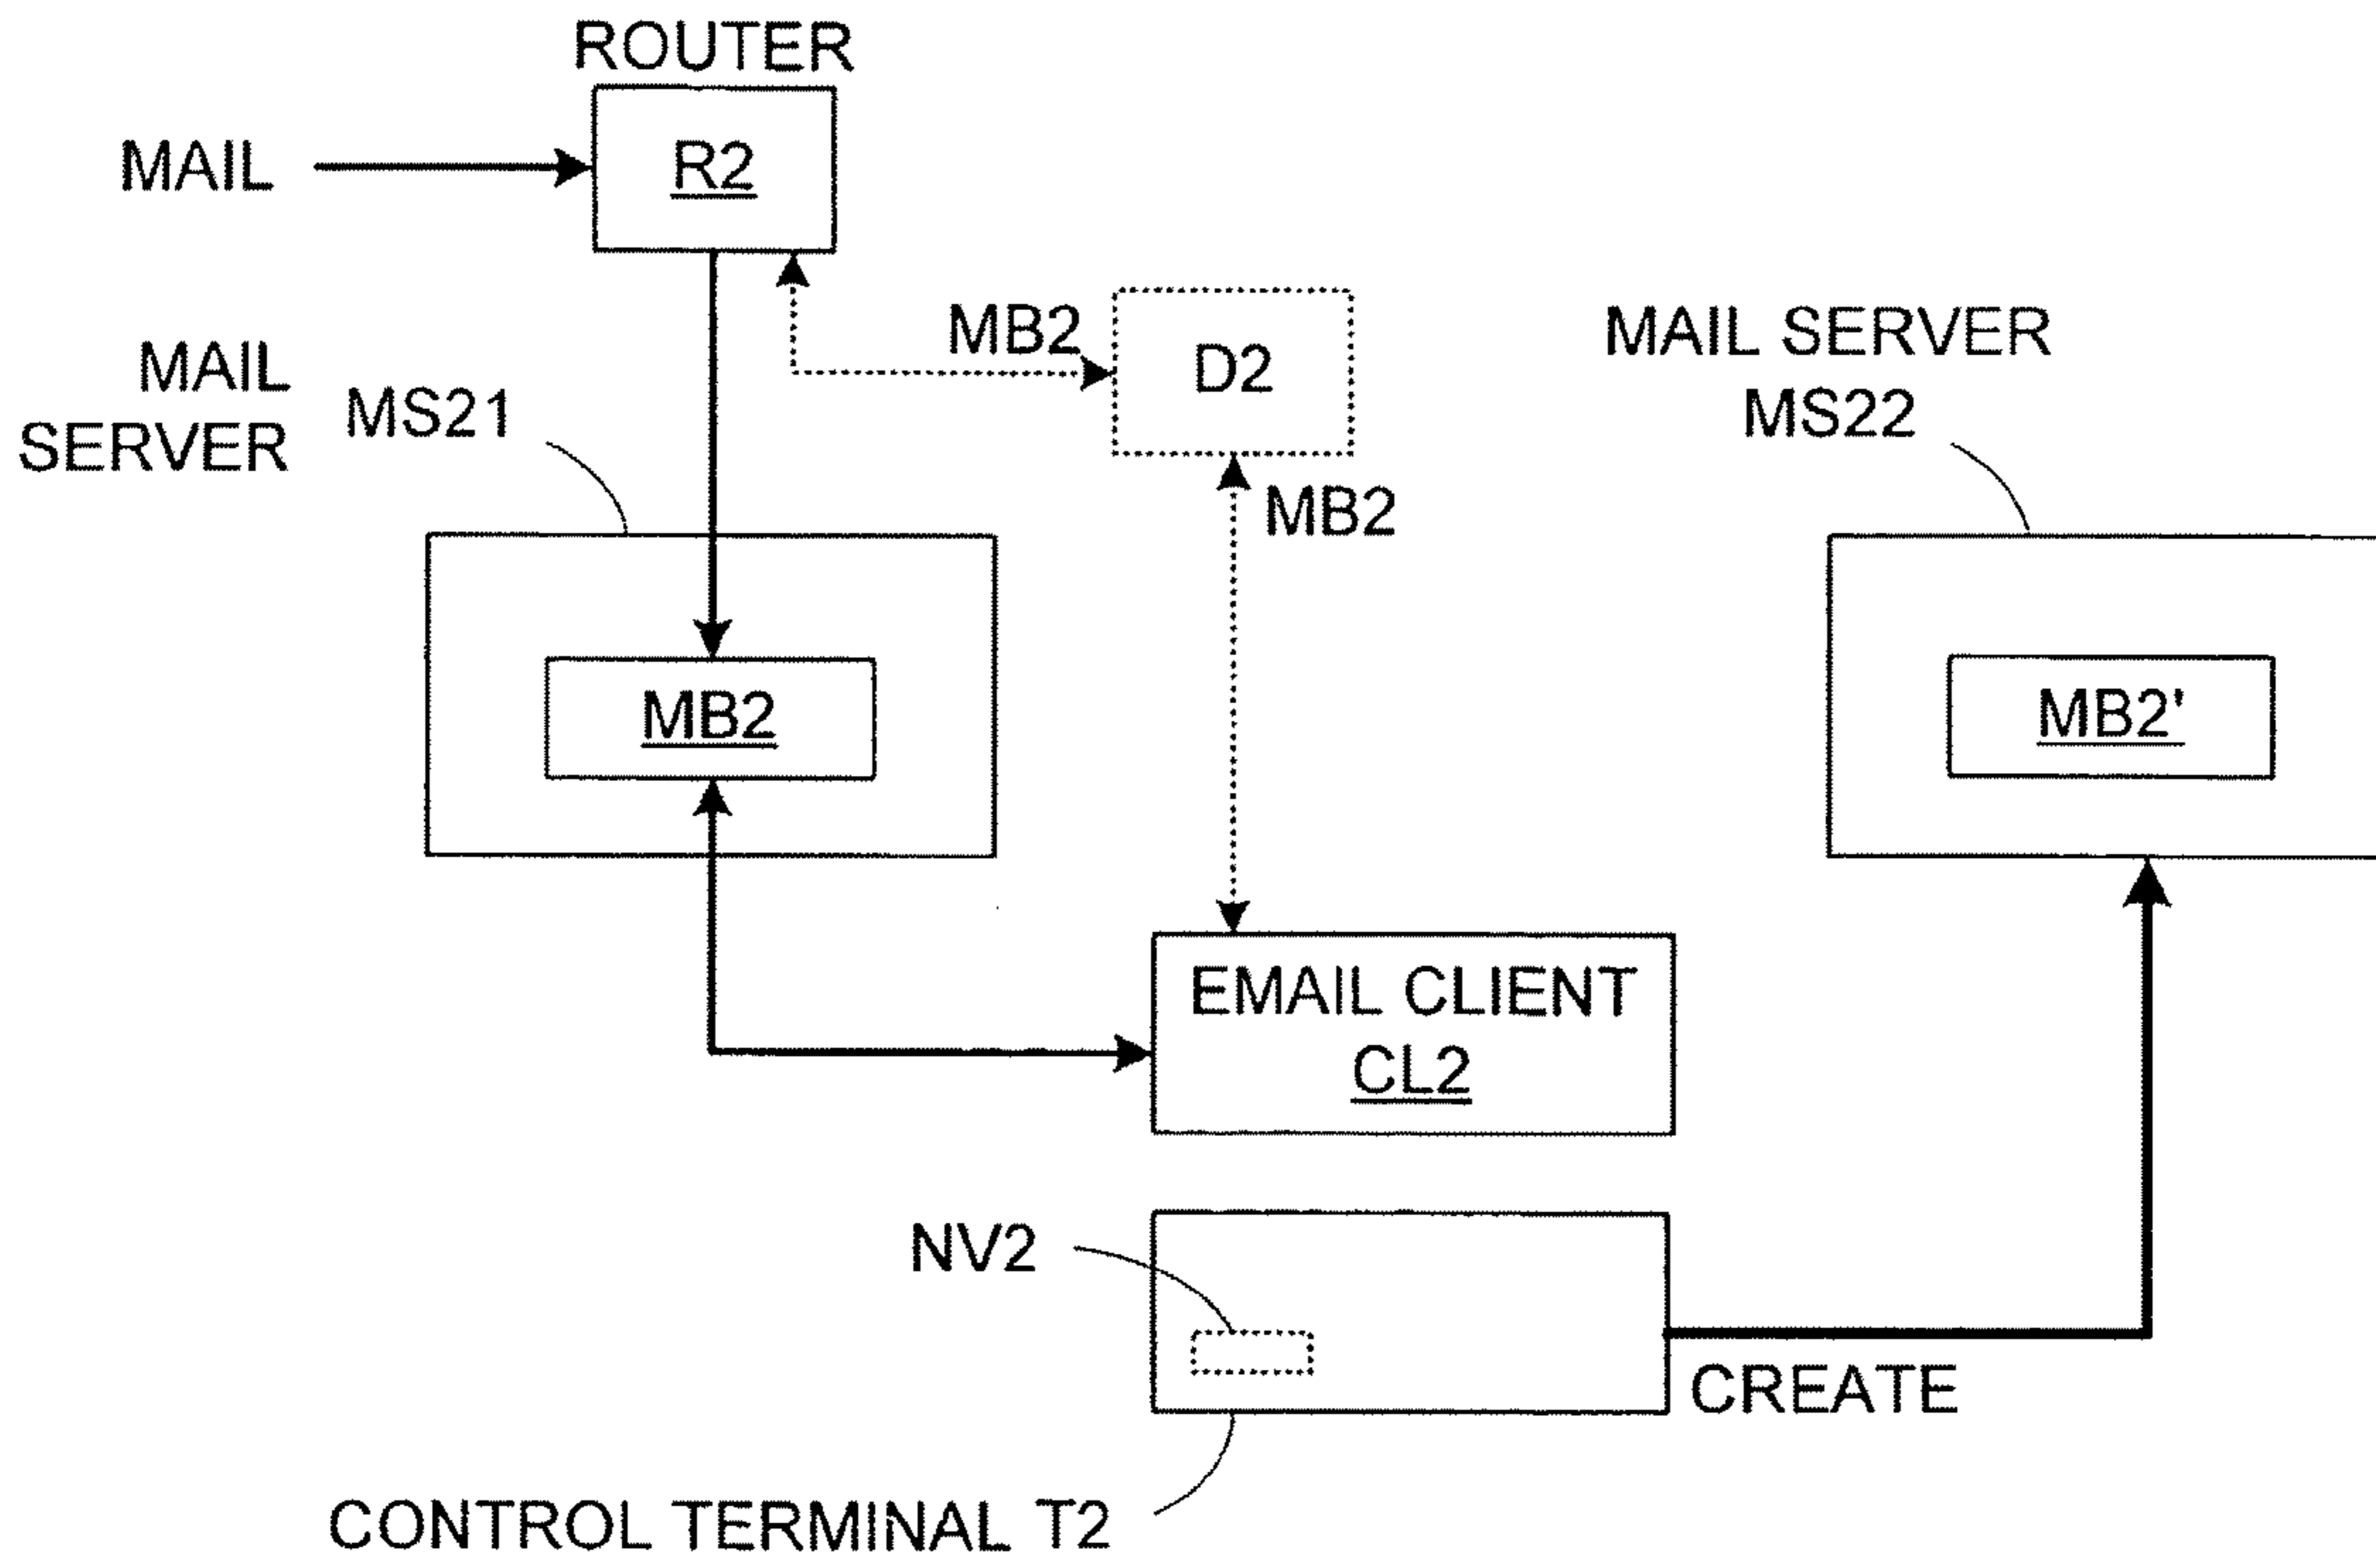 ROUTER
MAIL
R2
MB2
D2
MAIL SERVER
MS22
MAIL
SERVER
MS21
MB2
MB2
MB2'
EMAIL CLIENT
CL2
NV2
CREATE
CONTROL TERMINAL T2